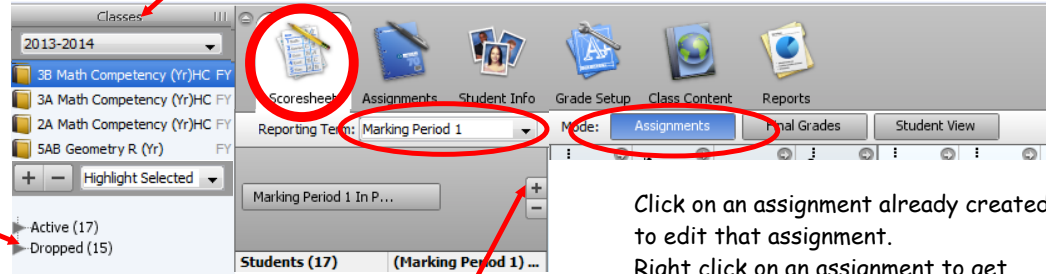 Classes
2013-2014
3B Math Competency (Yr)HC FY
3A Math Competency (Yr)HC FY
2A Math Competency (Yr)HC FY
5AB Geometry R (Yr) FY
Highlight Selected
Active (17)
Dropped (15)
Scoresheet Assignments Student Info Grade Setup Class Content Reports
Reporting Term: Marking Period 1 Mode: Assignments Final Grades Student View
Marking Period 1 In P...
Students (17) (Marking Period 1) ...
Click on an assignment already created
to edit that assignment.
Right click on an assignment to get